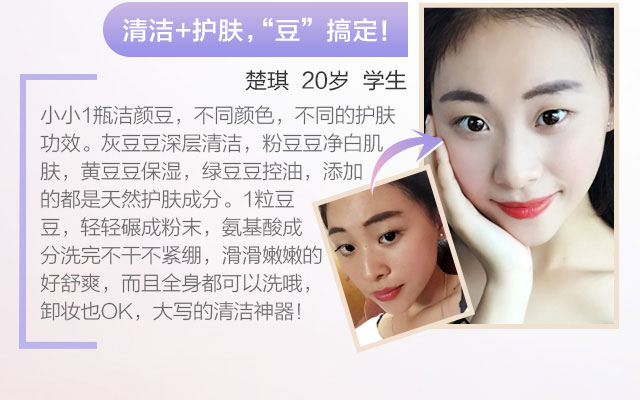 清洁+护肤，“豆”搞定！
楚琪 20岁 学生
小小1瓶洁颜豆，不同颜色，不同的护肤
功效。灰豆豆深层清洁，粉豆豆净白肌
肤，黄豆豆保湿，绿豆豆控油，添加
的都是天然护肤成分。1粒豆
豆，轻轻碾成粉末，氨基酸成
分洗完不干不紧绷，滑滑嫩嫩的
好舒爽，而且全身都可以洗哦，
卸妆也OK，大写的清洁神器！